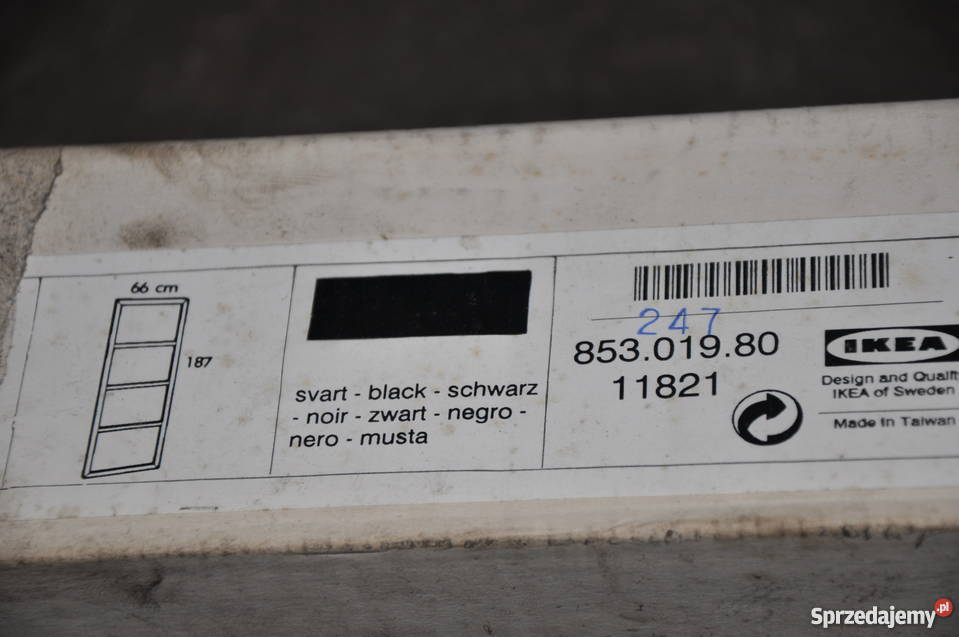 66 cm
187
svart - black - schwarz
- noir - zwart - negro -
nero - musta
247
853.019.80
11821
IKEA
Design and Quality
IKEA of Sweden
Made in Taiwan
Sprzedajemy.pl